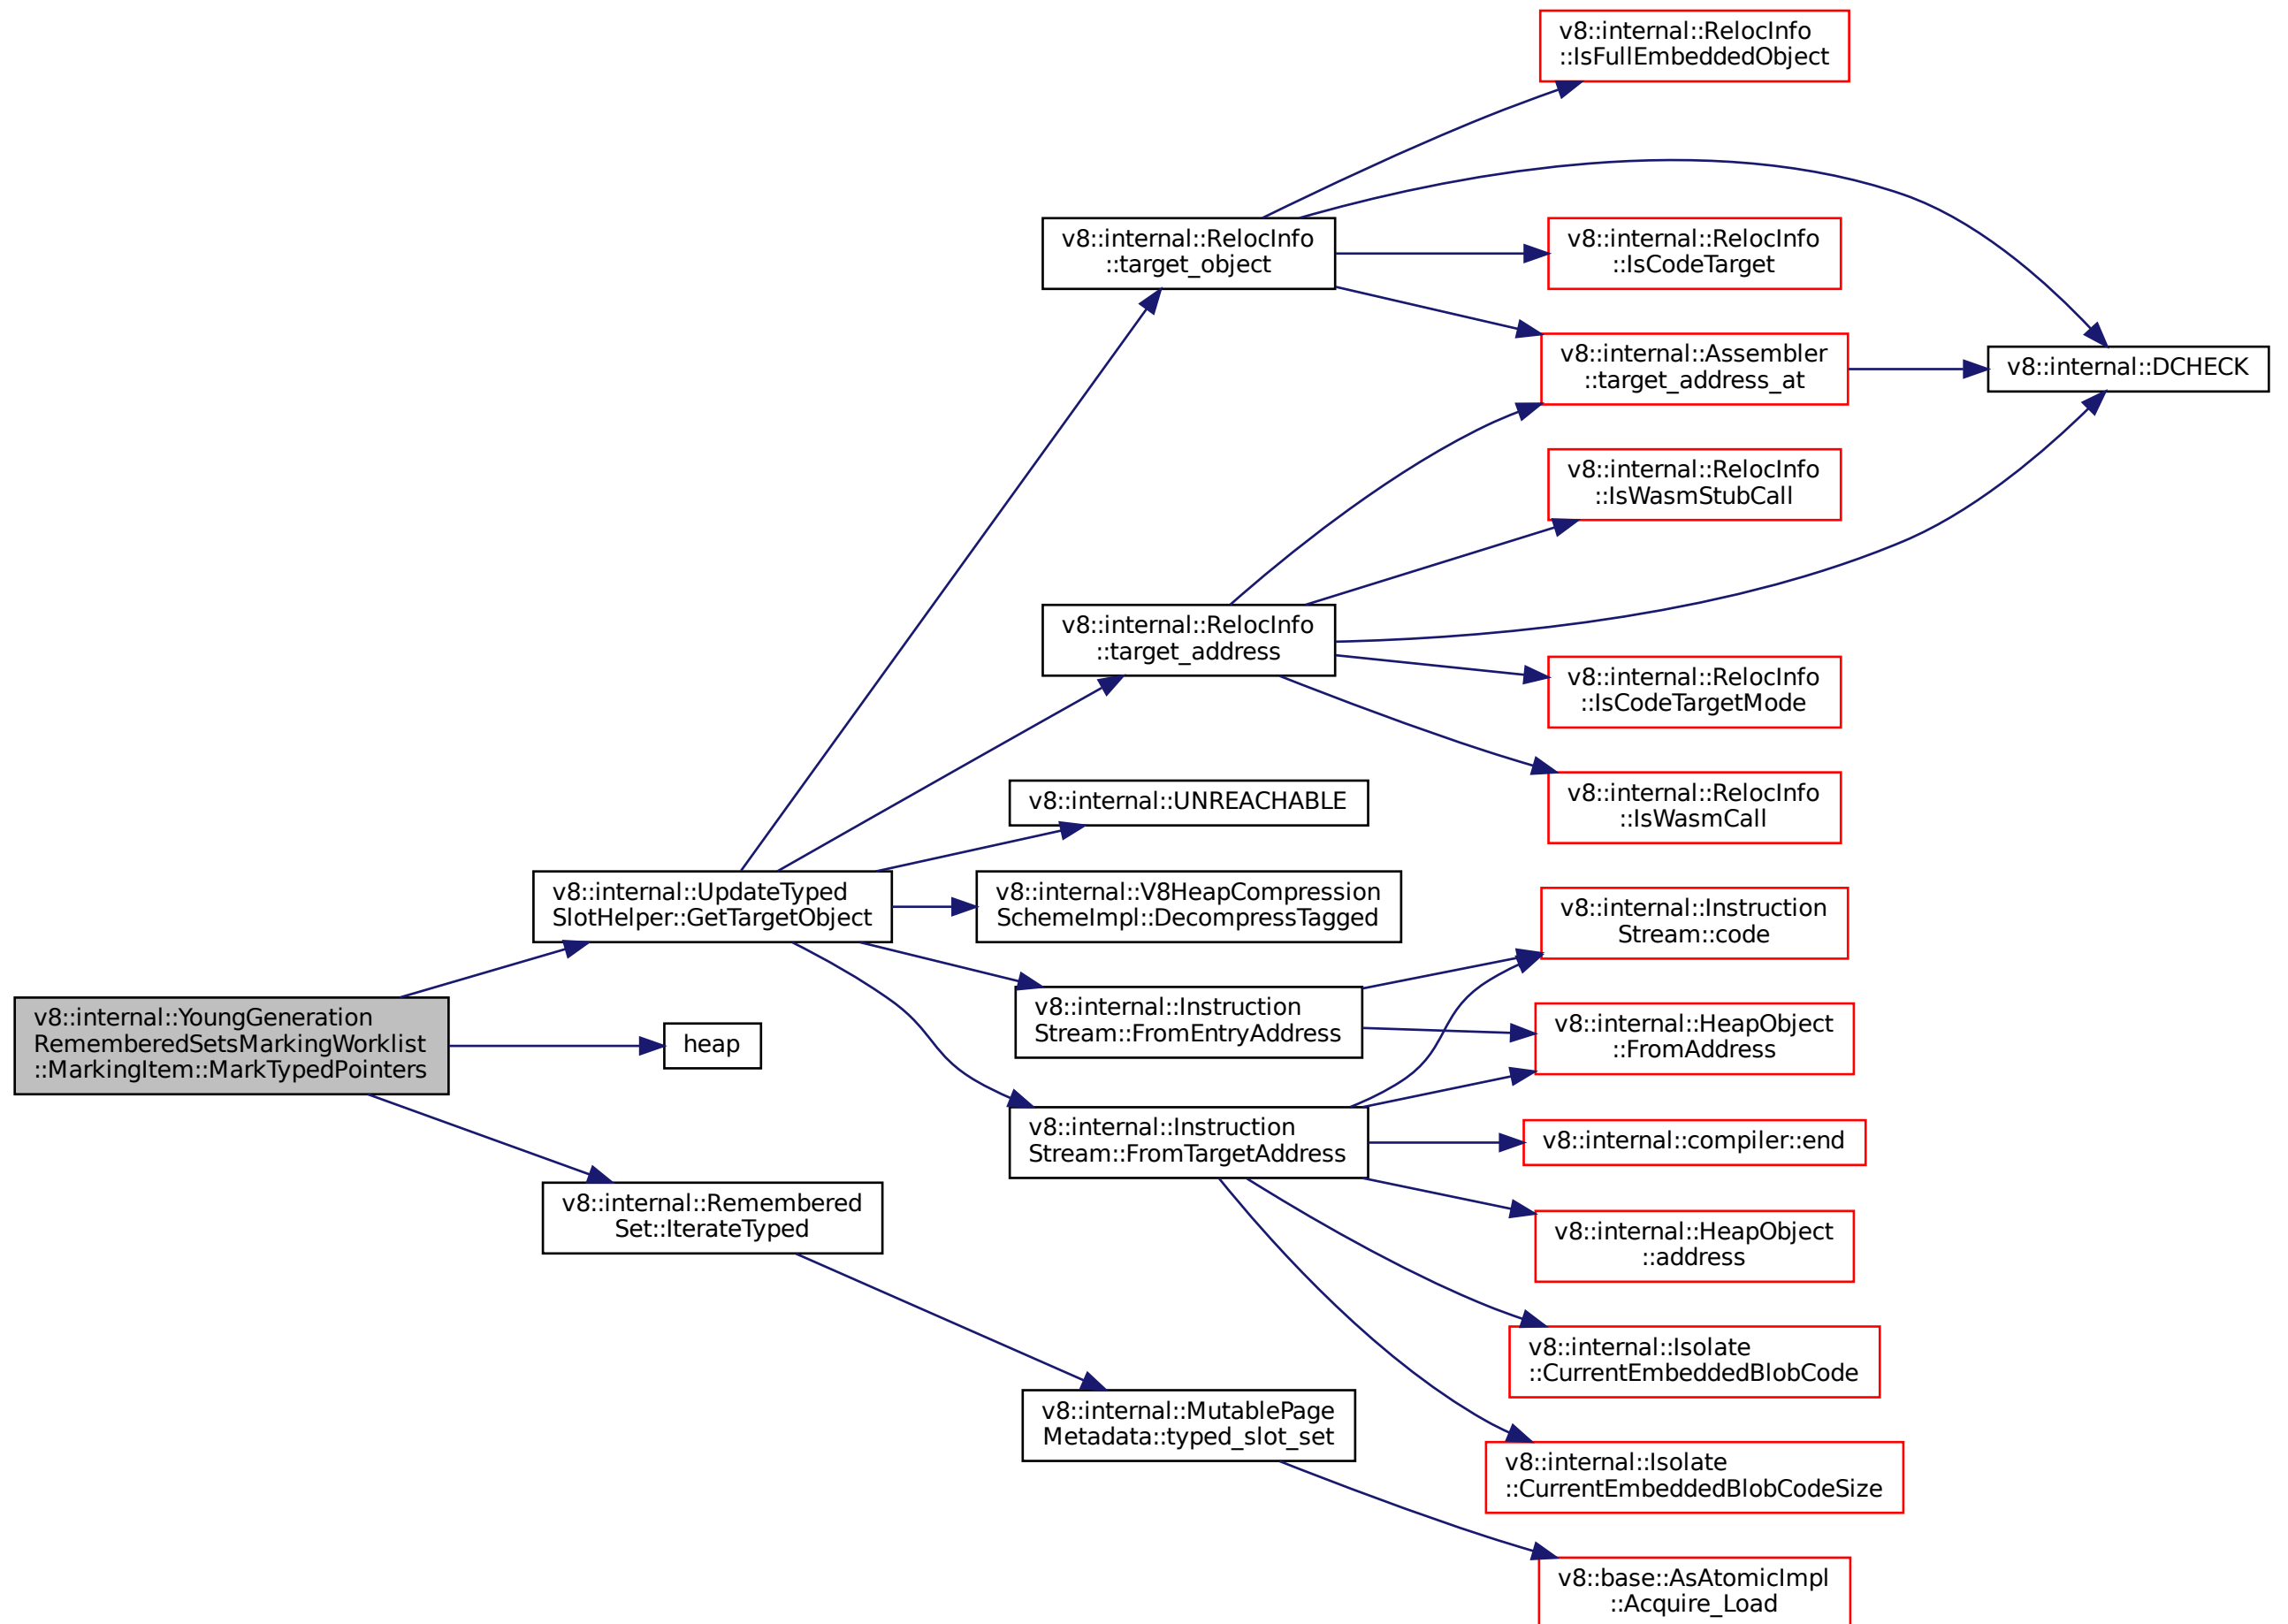 v8::internal::RelocInfo
::IsFullEmbeddedObject
v8::internal::RelocInfo
::target_object
v8::internal::RelocInfo
::IsCodeTarget
v8::internal::Assembler
::target_address_at
v8::internal::DCHECK
v8::internal::RelocInfo
::IsWasmStubCall
v8::internal::RelocInfo
::target_address
v8::internal::RelocInfo
::IsCodeTargetMode
v8::internal::UNREACHABLE
v8::internal::RelocInfo
::IsWasmCall
v8::internal::UpdateTyped
SlotHelper::GetTargetObject
v8::internal::V8HeapCompression
SchemeImpl::DecompressTagged
v8::internal::Instruction
Stream::code
v8::internal::YoungGeneration
RememberedSetsMarkingWorklist
::MarkingItem::MarkTypedPointers
heap
v8::internal::Instruction
Stream::FromEntryAddress
v8::internal::HeapObject
::FromAddress
v8::internal::Instruction
Stream::FromTargetAddress
v8::internal::compiler::end
v8::internal::Remembered
Set::IterateTyped
v8::internal::HeapObject
::address
v8::internal::Isolate
::CurrentEmbeddedBlobCode
v8::internal::MutablePage
Metadata::typed_slot_set
v8::internal::Isolate
::CurrentEmbeddedBlobCodeSize
v8::base::AsAtomicImpl
::Acquire_Load